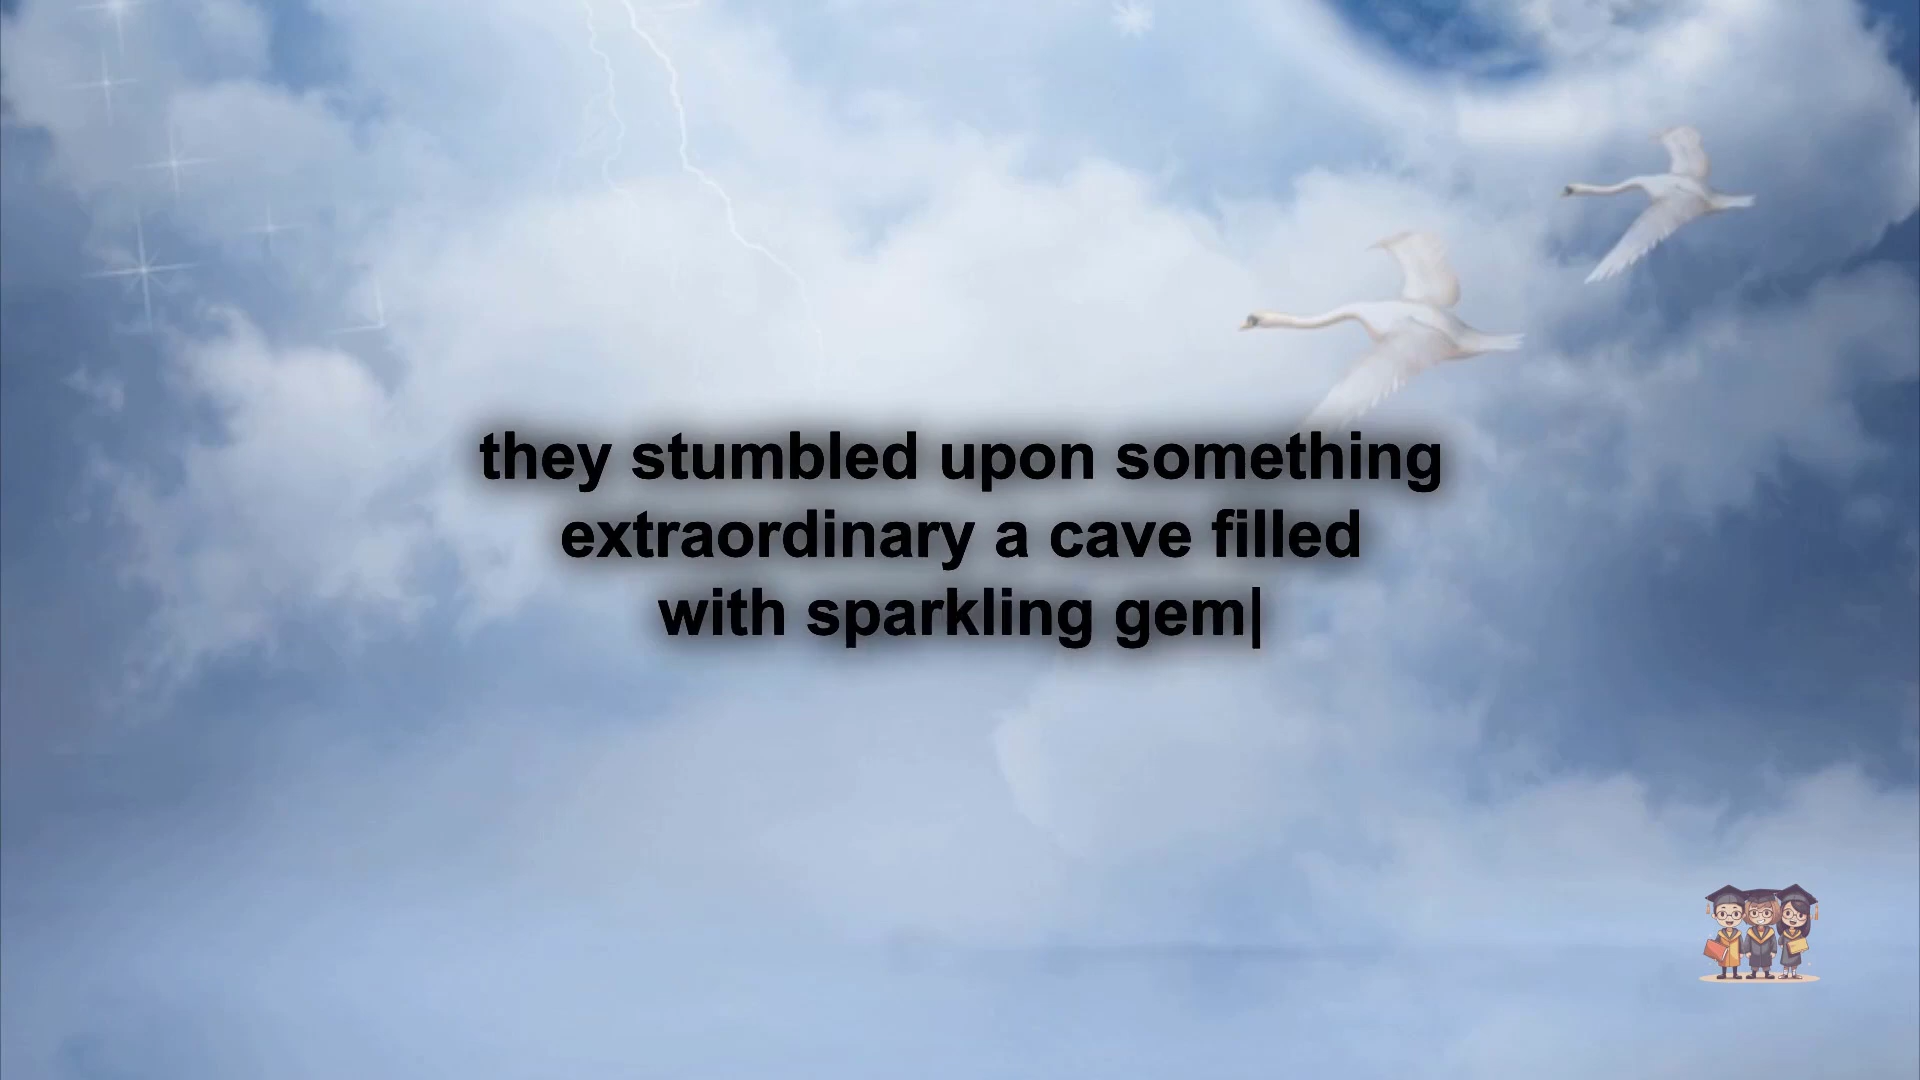 they stumbled upon something
extraordinary a cave filled
with sparkling gem|